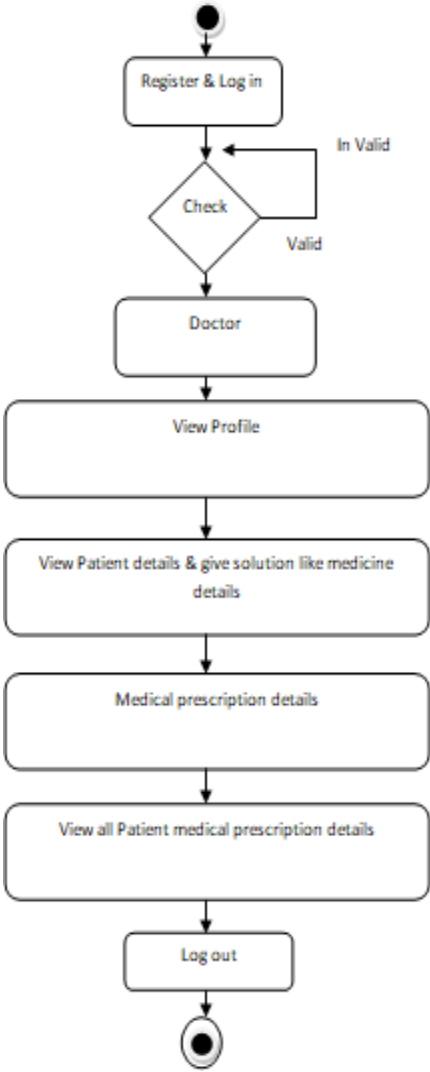 Register & Log in
In Valid
Check
Valid
Doctor
View Profile
View Patient details & give solution like medicine
details
Medical prescription details
View all Patient medical prescription details
Log out